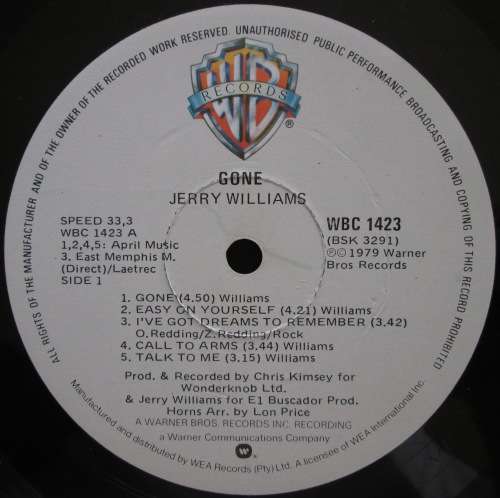 ALL RIGHTS OF THE MANUFACTURER AND OF THE OWNER OF THE RECORDED WORK RESERVED. UNAUTHORISED PUBLIC PERFORMANCE BROADCASTING AND COPYING OF THIS RECORD PROHIBITED
WB
RECORDS
®
GONE
JERRY WILLIAMS
SPEED 33,3
WBC 1423 A
1,2,4,5: April Music
3. East Memphis M.
(Direct)/Laetrec
SIDE 1
WBC 1423
(BSK 3291)
℗©1979 Warner
Bros Records
1. GONE (4.50) Williams
2. EASY ON YOURSELF (4.21) Williams
3. I'VE GOT DREAMS TO REMEMBER (3.42)
O.Redding/Z.Redding/Rock
4. CALL TO ARMS (3.44) Williams
5. TALK TO ME (3.15) Williams
Prod. & Recorded by Chris Kimsey for
Wonderknob Ltd.
& Jerry Williams for E1 Buscador Prod.
Horns Arr. by Lon Price
A WARNER BROS. RECORDS INC. RECORDING
a Warner Communications Company
Manufactured and distributed by WEA Records (Pty) Ltd. A licensee of WEA International Inc.